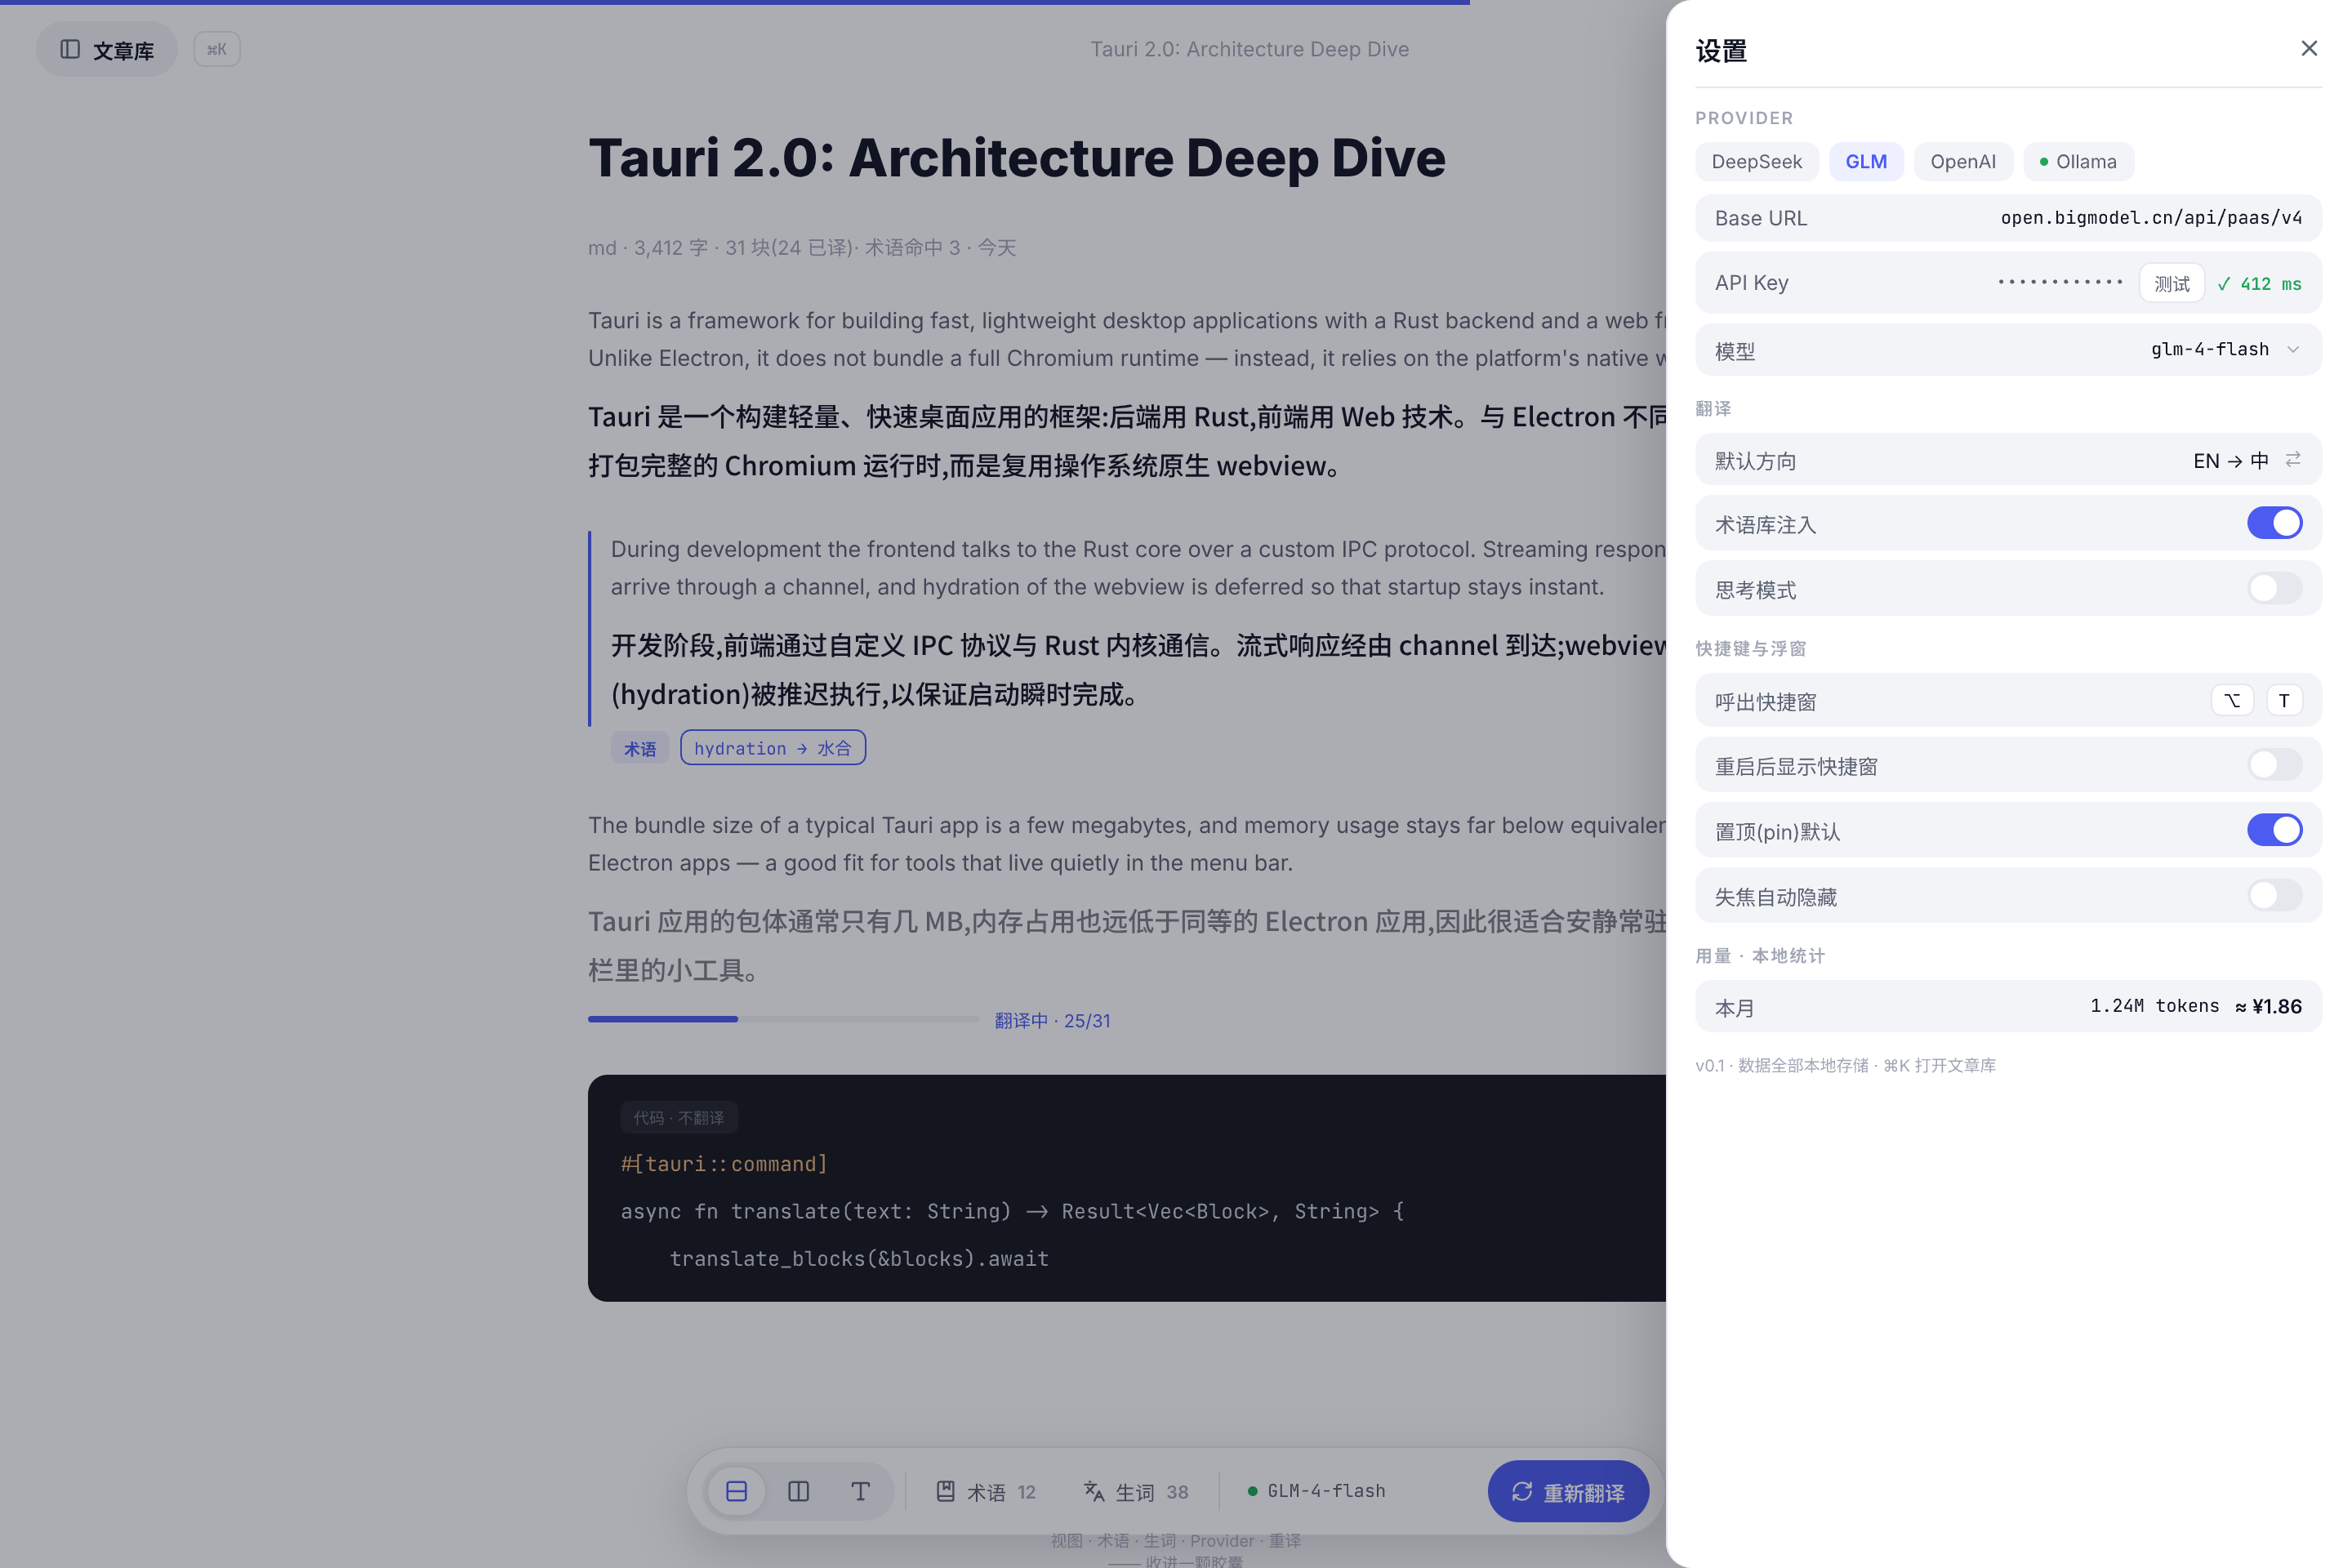 文章库
⌘K
Tauri 2.0: Architecture Deep Dive
Tauri 2.0: Architecture Deep Dive
md · 3,412 字 · 31 块(24 已译)· 术语命中 3 · 今天
Tauri is a framework for building fast, lightweight desktop applications with a Rust backend and a web
Unlike Electron, it does not bundle a full Chromium runtime — instead, it relies on the platform's native
Tauri 是一个构建轻量、快速桌面应用的框架:后端用 Rust,前端用 Web 技术。与 Electron 不同
打包完整的 Chromium 运行时,而是复用操作系统原生 webview。
During development the frontend talks to the Rust core over a custom IPC protocol. Streaming respon
arrive through a channel, and hydration of the webview is deferred so that startup stays instant.
开发阶段,前端通过自定义 IPC 协议与 Rust 内核通信。流式响应经由 channel 到达;webview
(hydration)被推迟执行,以保证启动瞬时完成。
术语
hydration → 水合
The bundle size of a typical Tauri app is a few megabytes, and memory usage stays far below equivaler
Electron apps — a good fit for tools that live quietly in the menu bar.
Tauri 应用的包体通常只有几 MB,内存占用也远低于同等的 Electron 应用,因此很适合安静常驻
栏里的小工具。
翻译中 · 25/31
代码 · 不翻译
#[tauri::command]
async fn translate(text: String) -> Result<Vec<Block>, String> {
translate_blocks(&blocks).await
术语 12
生词 38
GLM-4-flash
重新翻译
视图 · 术语 · 生词 · Provider · 重译
—— 收进一颗胶囊
设置
PROVIDER
DeepSeek
GLM
OpenAI
Ollama
Base URL
open.bigmodel.cn/api/paas/v4
API Key
••••••••••••
测试
✓ 412 ms
模型
glm-4-flash
翻译
默认方向
EN → 中
术语库注入
思考模式
快捷键与浮窗
呼出快捷窗
⌥ T
重启后显示快捷窗
置顶(pin)默认
失焦自动隐藏
用量 · 本地统计
本月
1.24M tokens ≈ ¥1.86
v0.1 · 数据全部本地存储 · ⌘K 打开文章库